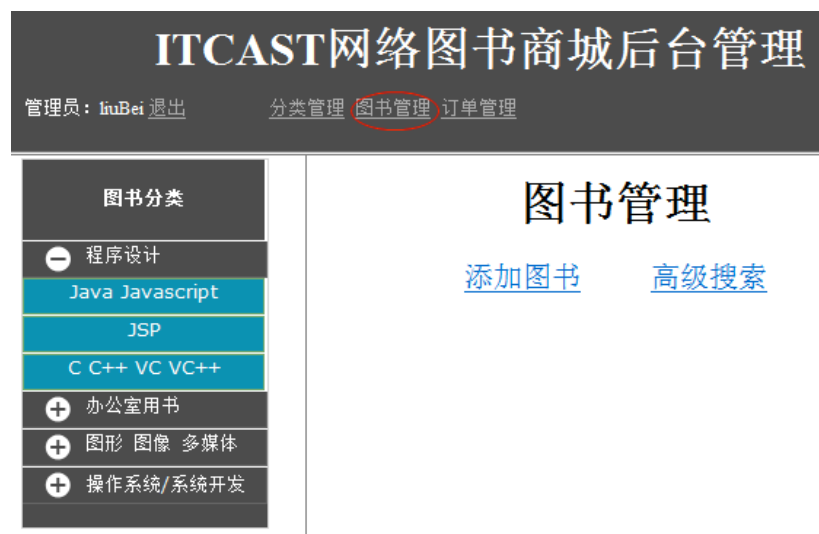 ITCAST网络图书商城后台管理
管理员：liuBei 退出 分类管理 图书管理 订单管理
图书分类
程序设计
Java Javascript
JSP
C C++ VC VC++
办公室用书
图形 图像 多媒体
操作系统/系统开发
图书管理
添加图书 高级搜索